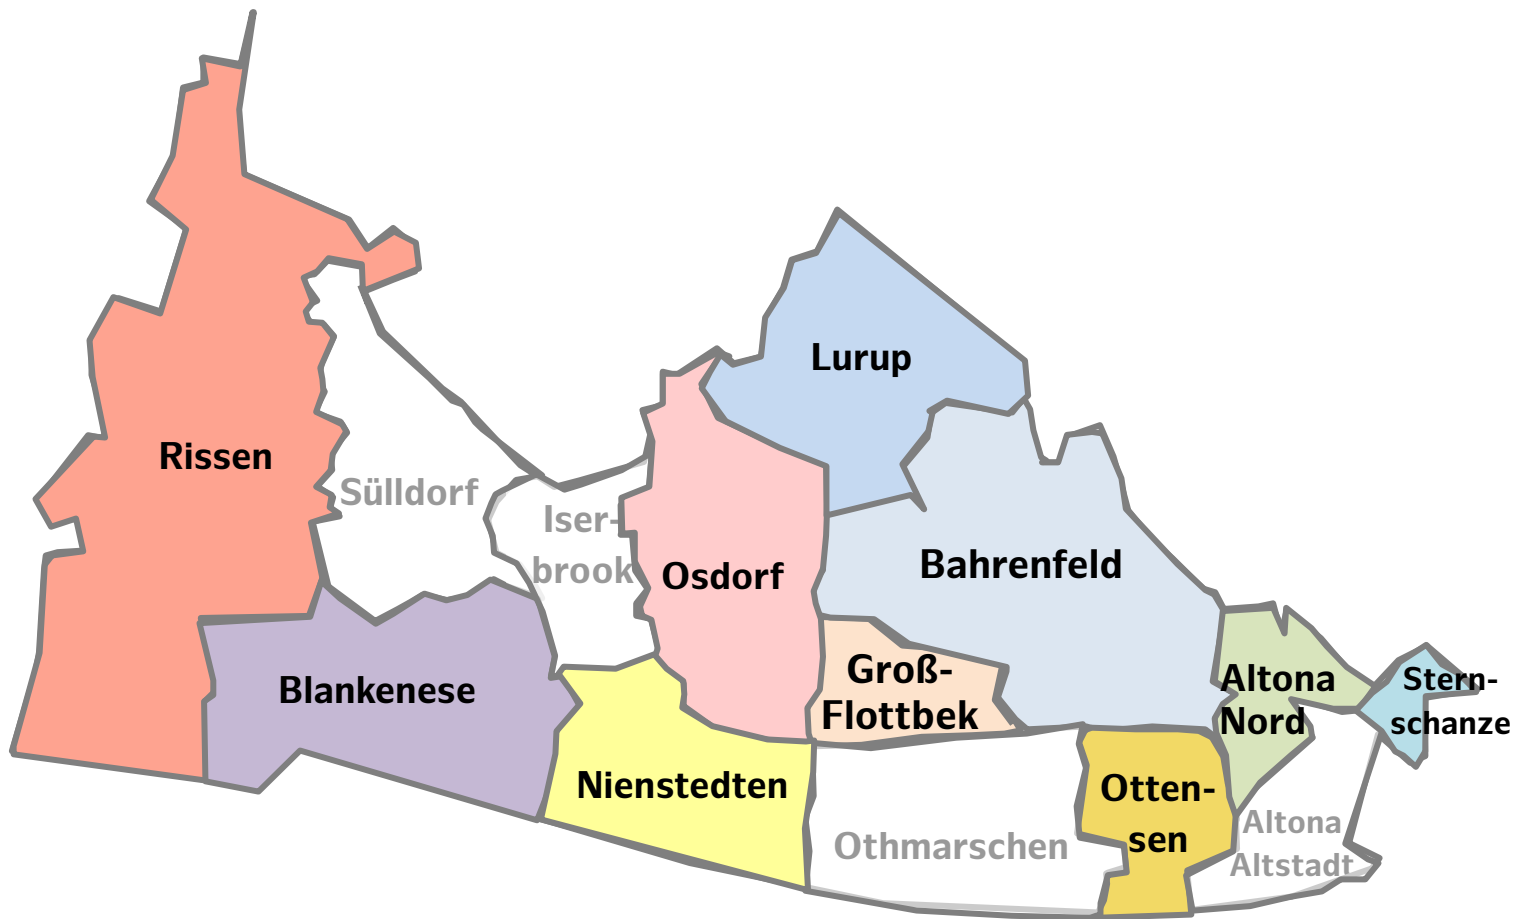 Lurup
Rissen
Sülldorf
Iser-
brook
Osdorf
Bahrenfeld
Blankenese
Groß-
Flottbek
Altona
Nord
Stern-
schanze
Nienstedten
Otten-
sen
Othmarschen
Altona
Altstadt